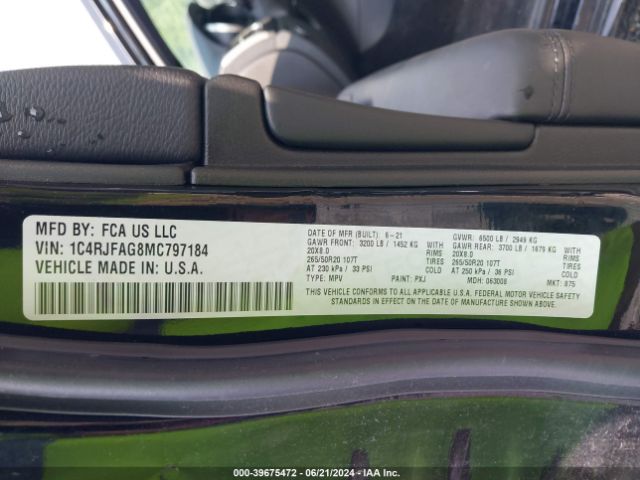 MFD BY: FCA US LLC
VIN: 1C4RJFAG8MC797184
VEHICLE MADE IN: U.S.A.
DATE OF MFR (BUILT): 6-21
GAWR FRONT: 3200 LB / 1452 KG
20X8.0
265/50R20 107T
AT 230 kPa / 33 PSI
TYPE: MPV
WITH
RIMS
TIRES
COLD
PAINT: PXJ
GVWR: 6500 LB / 2949 KG
GAWR REAR: 3700 LB / 1679 KG
20X8.0
265/50R20 107T
AT 250 kPa / 36 PSI
MDH: 063008
WITH
RIMS
TIRES
COLD
MKT: 875
THIS VEHICLE CONFORMS TO ALL APPLICABLE U.S.A. FEDERAL MOTOR VEHICLE SAFETY
STANDARDS IN EFFECT ON THE DATE OF MANUFACTURE SHOWN ABOVE.
000-39675472 - 06/21/2024 - IAAI.COM